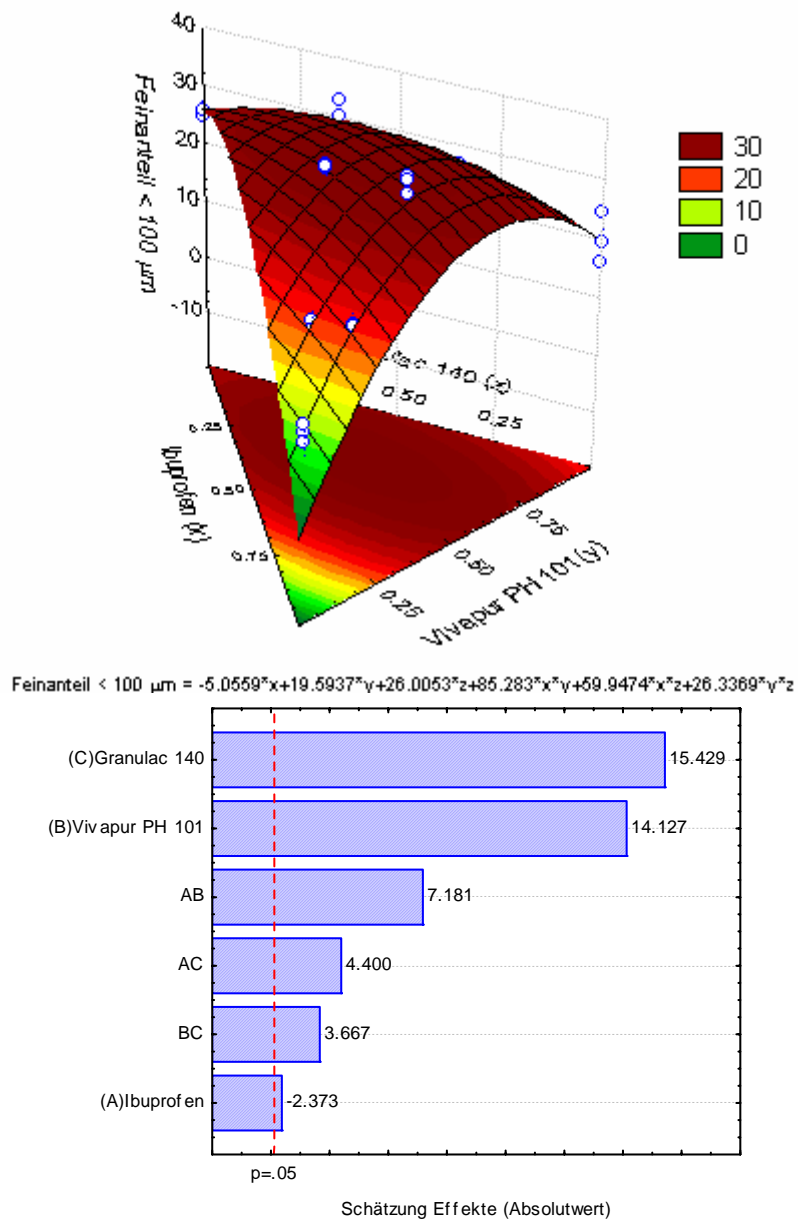 40
30
20
10
0
-10
Feinanteil < 100 µm
30
20
10
0
140 (z)
0.50
0.25
0.25
0.50
0.75
Ibuprofen (x)
0.75
0.50
0.25
Vivapur PH 101(y)
Feinanteil < 100 µm = -5.0559*x+19.5937*y+26.0053*z+85.283*x*y+59.9474*x*z+26.3369*y*z
(C)Granulac 140
15.429
(B)Vivapur PH 101
14.127
AB
7.181
AC
4.400
BC
3.667
(A)Ibuprofen
-2.373
p=.05
Schätzung Effekte (Absolutwert)